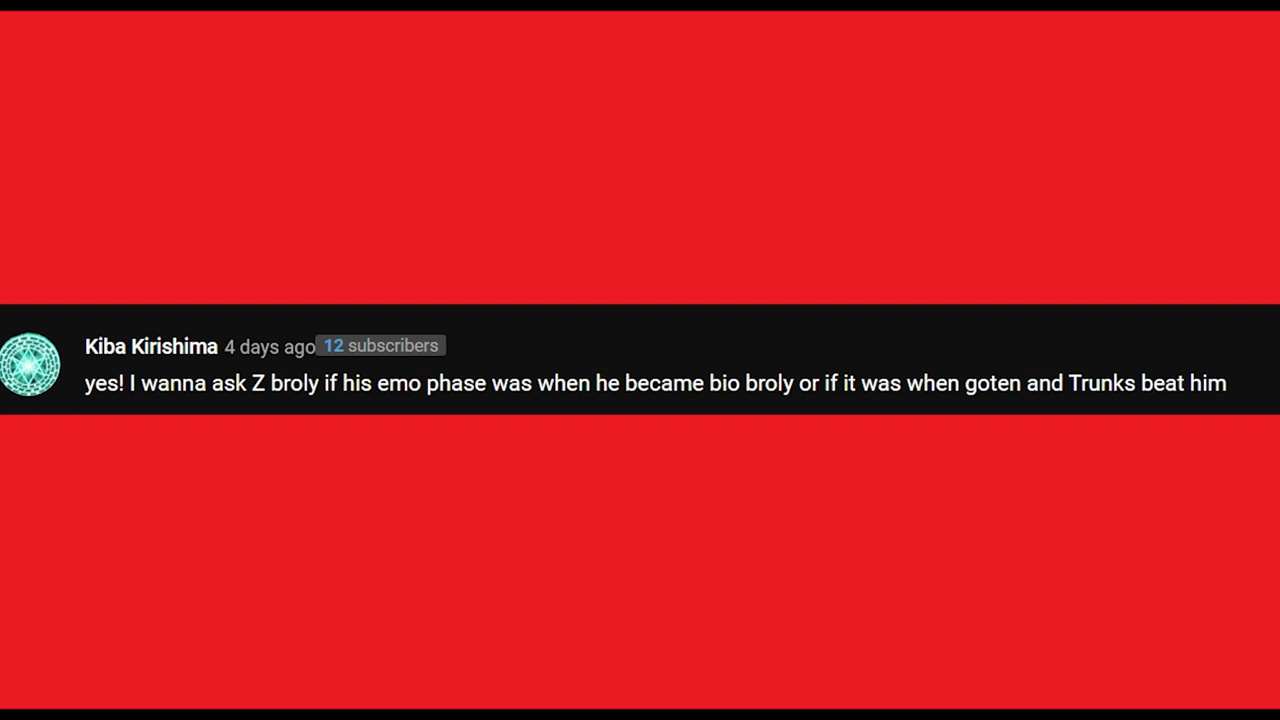 Kiba Kirishima 4 days ago 12 subscribers
yes! I wanna ask Z broly if his emo phase was when he became bio broly or if it was when goten and Trunks beat him